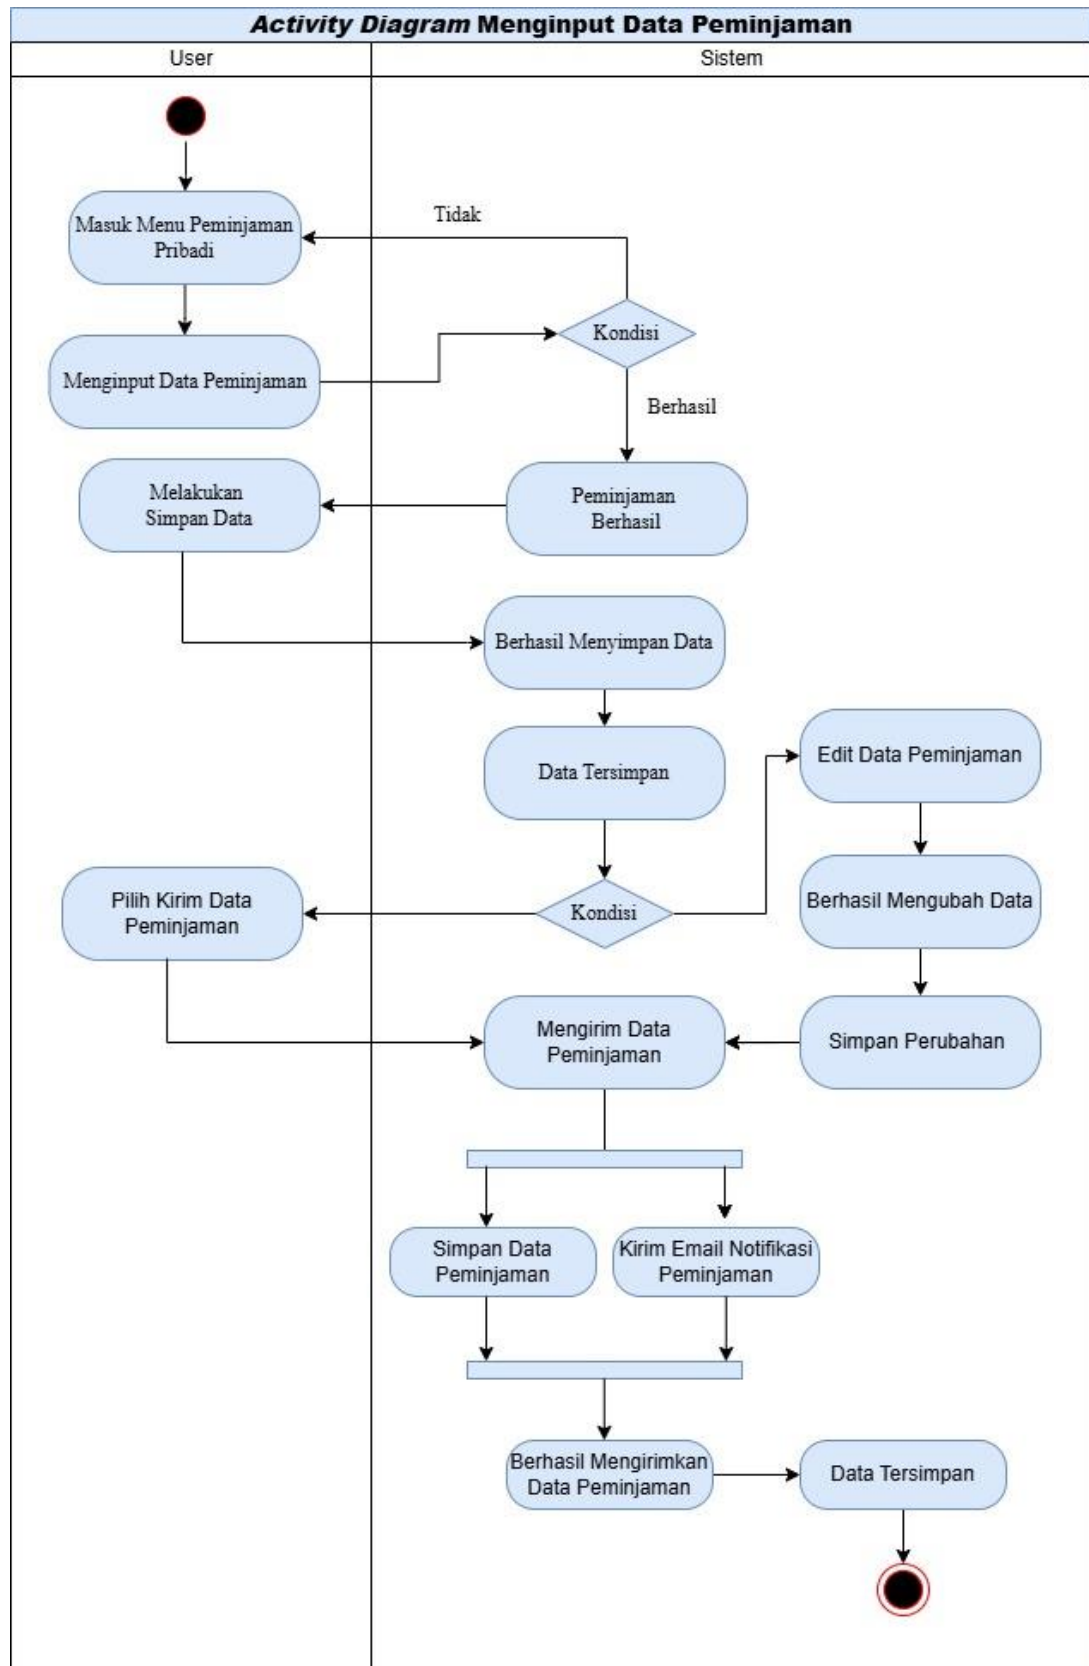 Activity Diagram Menginput Data Peminjaman
User
Sistem
Masuk Menu Peminjaman
Pribadi
Tidak
Kondisi
Menginput Data Peminjaman
Berhasil
Melakukan
Simpan Data
Peminjaman
Berhasil
Berhasil Menyimpan Data
Data Tersimpan
Edit Data Peminjaman
Pilih Kirim Data
Peminjaman
Kondisi
Berhasil Mengubah Data
Mengirim Data
Peminjaman
Simpan Perubahan
Simpan Data
Peminjaman
Kirim Email Notifikasi
Peminjaman
Berhasil Mengirimkan
Data Peminjaman
Data Tersimpan